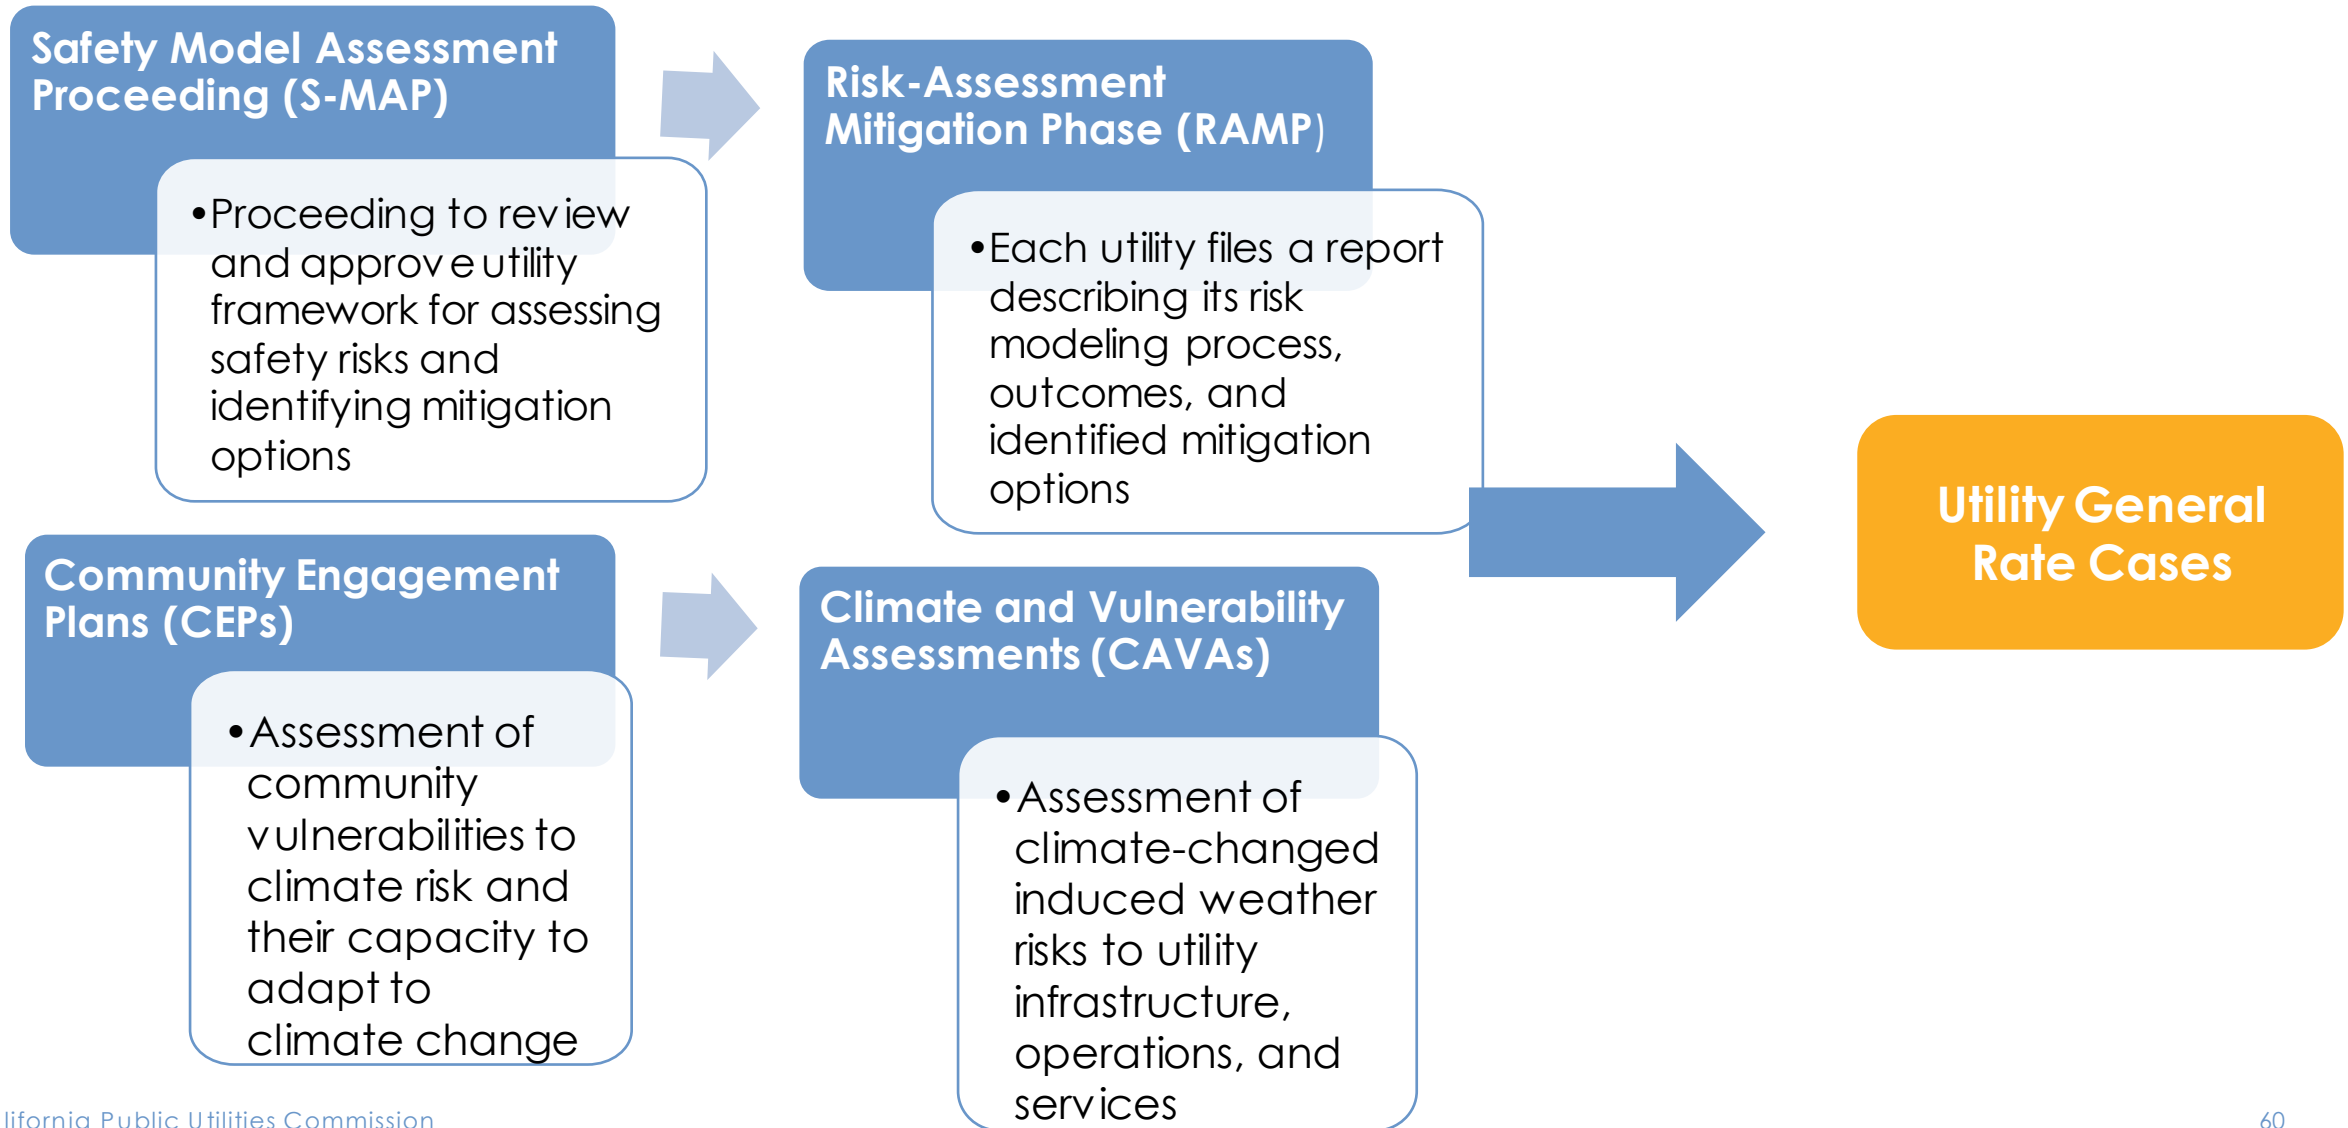 Safety Model Assessment
Proceeding (S-MAP)
•Proceeding to review
and approve utility
framework for assessing
safety risks and
identifying mitigation
options
Risk-Assessment
Mitigation Phase (RAMP)
•Each utility files a report
describing its risk
modeling process,
outcomes, and
identified mitigation
options
Community Engagement
Plans (CEPs)
•Assessment of
community
vulnerabilities to
climate risk and
their capacity to
adapt to
climate change
Climate and Vulnerability
Assessments (CAVAs)
•Assessment of
climate-changed
induced weather
risks to utility
infrastructure,
operations, and
services
Utility General
Rate Cases
lifornia Public Utilities Commission
60